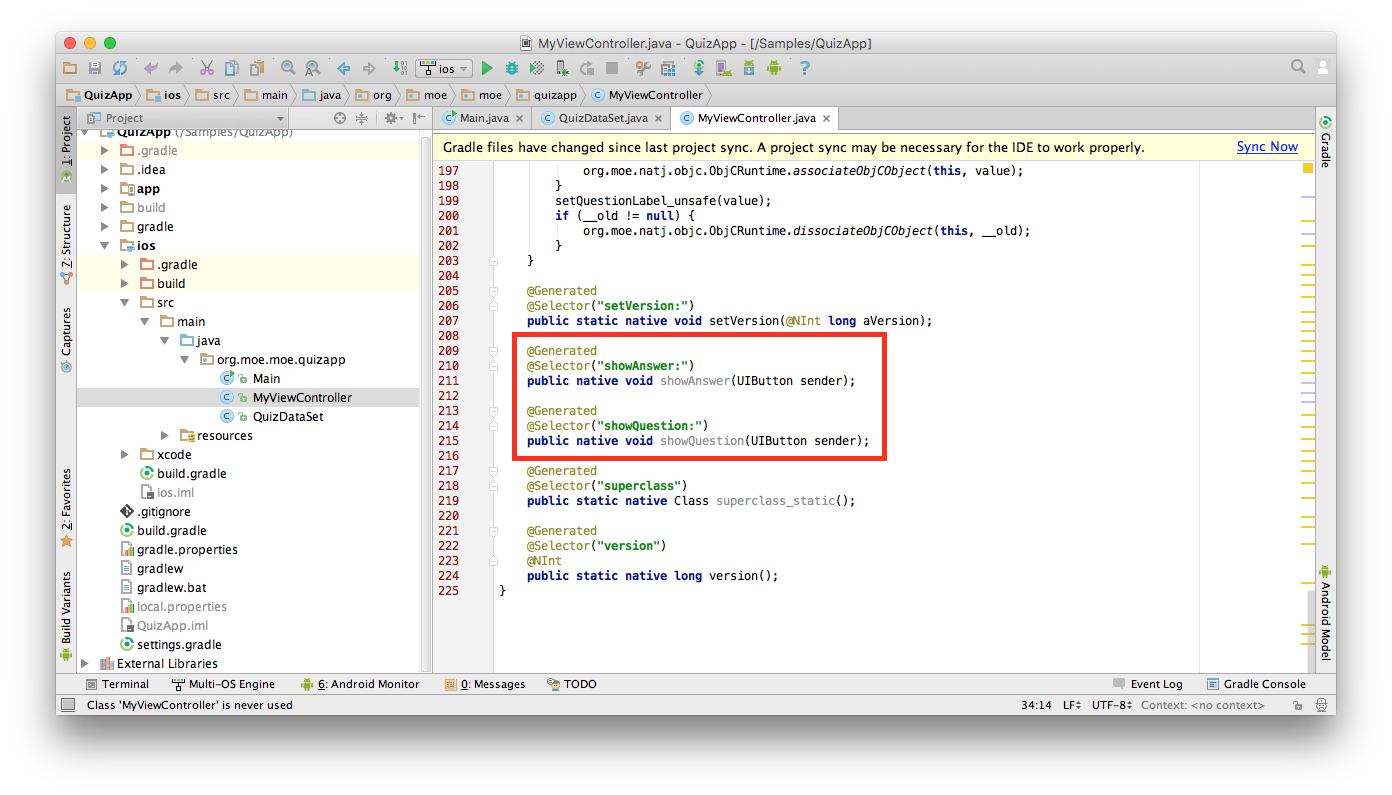 MyViewController.java - QuizApp - [/Samples/QuizApp]
ios
QuizApp ios src main java org moe moe quizapp MyViewController
Project
Main.java QuizDataSet.java MyViewController.java
1: Project
Z: Structure
Captures
2: Favorites
Build Variants
QuizApp (/Samples/QuizApp)
.gradle
.idea
app
build
gradle
ios
.gradle
build
src
main
java
org.moe.moe.quizapp
Main
MyViewController
QuizDataSet
resources
xcode
build.gradle
ios.iml
.gitignore
build.gradle
gradle.properties
gradlew
gradlew.bat
local.properties
QuizApp.iml
settings.gradle
External Libraries
Gradle files have changed since last project sync. A project sync may be necessary for the IDE to work properly. Sync Now
197 org.moe.natj.objc.ObjCRuntime.associateObjCObject(this, value);
198 }
199 setQuestionLabel_unsafe(value);
200 if (__old != null) {
201 org.moe.natj.objc.ObjCRuntime.dissociateObjCObject(this, __old);
202 }
203 }
204
205 @Generated
206 @Selector("setVersion:")
207 public static native void setVersion(@NInt long aVersion);
208
209 @Generated
210 @Selector("showAnswer:")
211 public native void showAnswer(UIButton sender);
212
213 @Generated
214 @Selector("showQuestion:")
215 public native void showQuestion(UIButton sender);
216
217 @Generated
218 @Selector("superclass")
219 public static native Class superclass_static();
220
221 @Generated
222 @Selector("version")
223 @NInt
224 public static native long version();
225 }
Gradle
Android Model
Terminal Multi-OS Engine 6: Android Monitor 0: Messages TODO Event Log Gradle Console
Class 'MyViewController' is never used 34:14 LF UTF-8 Context: <no context>